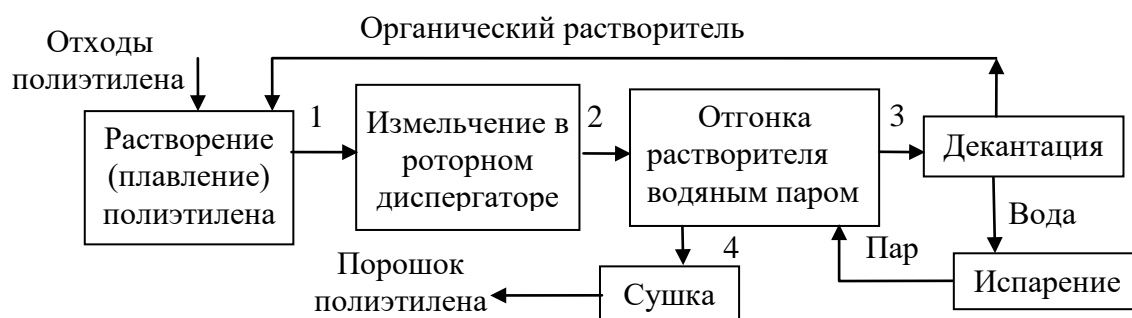 Органический растворитель
Отходы
полиэтилена
1
2
3
Растворение
(плавление)
полиэтилена
Измельчение в
роторном
диспергаторе
Отгонка
растворителя
водяным паром
Декантация
Вода
4
Пар
Порошок
полиэтилена
Сушка
Испарение